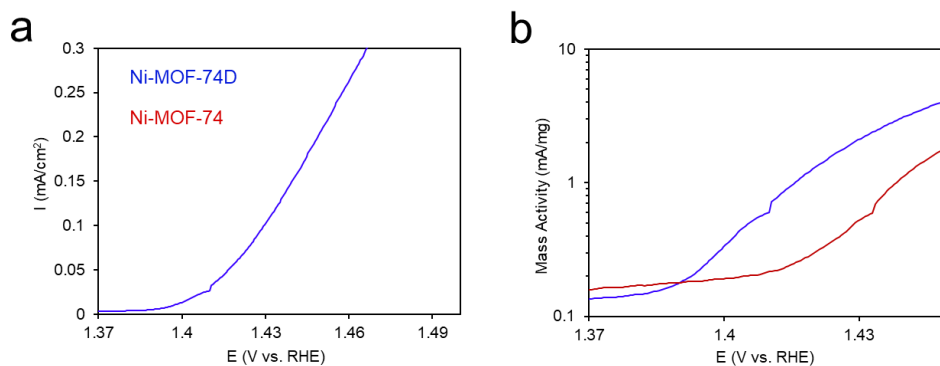 a
0.3
0.25
0.2
0.15
0.1
0.05
0
I (mA/cm²)
Ni-MOF-74D
Ni-MOF-74
1.37 1.4 1.43 1.46 1.49
E (V vs. RHE)
b
10
1
0.1
Mass Activity (mA/mg)
1.37 1.4 1.43
E (V vs. RHE)